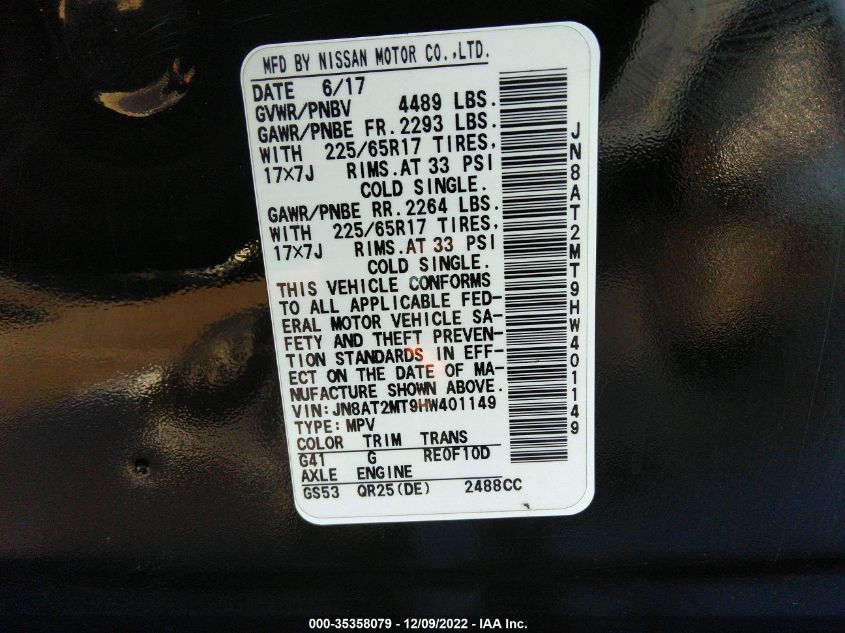 MFD BY NISSAN MOTOR CO.,LTD.
DATE 6/17
GVWR/PNBV 4489 LBS.
GAWR/PNBE FR. 2293 LBS.
WITH 225/65R17 TIRES,
17×7J RIMS. AT 33 PSI
COLD SINGLE.
GAWR/PNBE RR. 2264 LBS.
WITH 225/65R17 TIRES,
17×7J RIMS. AT 33 PSI
COLD SINGLE.
THIS VEHICLE CONFORMS
TO ALL APPLICABLE FED-
ERAL MOTOR VEHICLE SA-
FETY AND THEFT PREVEN-
TION STANDARDS IN EFF-
ECT ON THE DATE OF MA-
NUFACTURE SHOWN ABOVE.
VIN:JN8AT2MT9HW401149
TYPE: MPV
COLOR TRIM TRANS
G41 G RE0F10D
AXLE ENGINE
GS53 QR25(DE) 2488CC
JN8AT2MT9HW401149
000-35358079 - 12/09/2022 - IAA Inc.